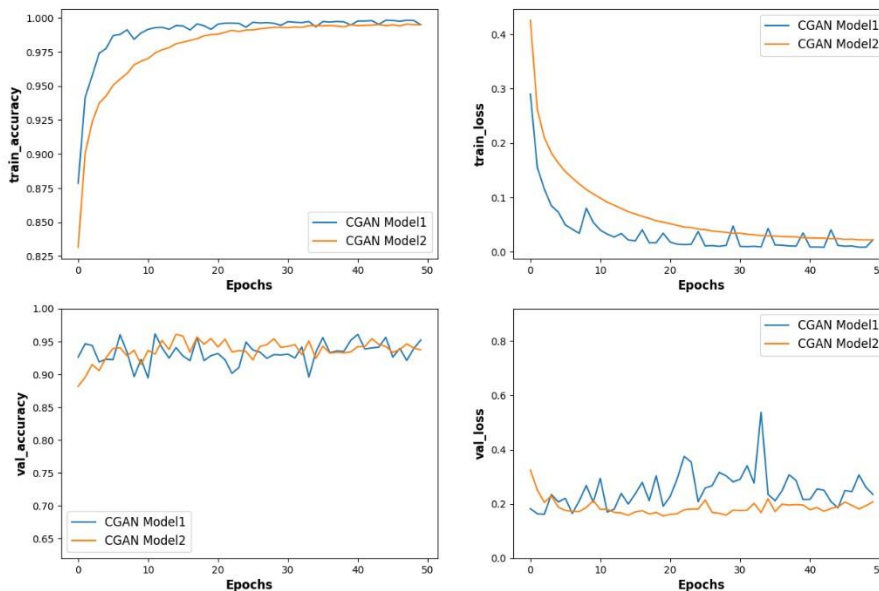 1.000
0.975
0.950
0.925
0.900
0.875
0.850
0.825
train_accuracy
CGAN Model1
CGAN Model2
0 10 20 30 40 50
Epochs
0.4
0.3
0.2
0.1
0.0
train_loss
CGAN Model1
CGAN Model2
0 10 20 30 40 50
Epochs
1.00
0.95
0.90
0.85
0.80
0.75
0.70
0.65
val_accuracy
CGAN Model1
CGAN Model2
0 10 20 30 40 50
Epochs
0.8
0.6
0.4
0.2
0.0
val_loss
CGAN Model1
CGAN Model2
0 10 20 30 40
Epochs